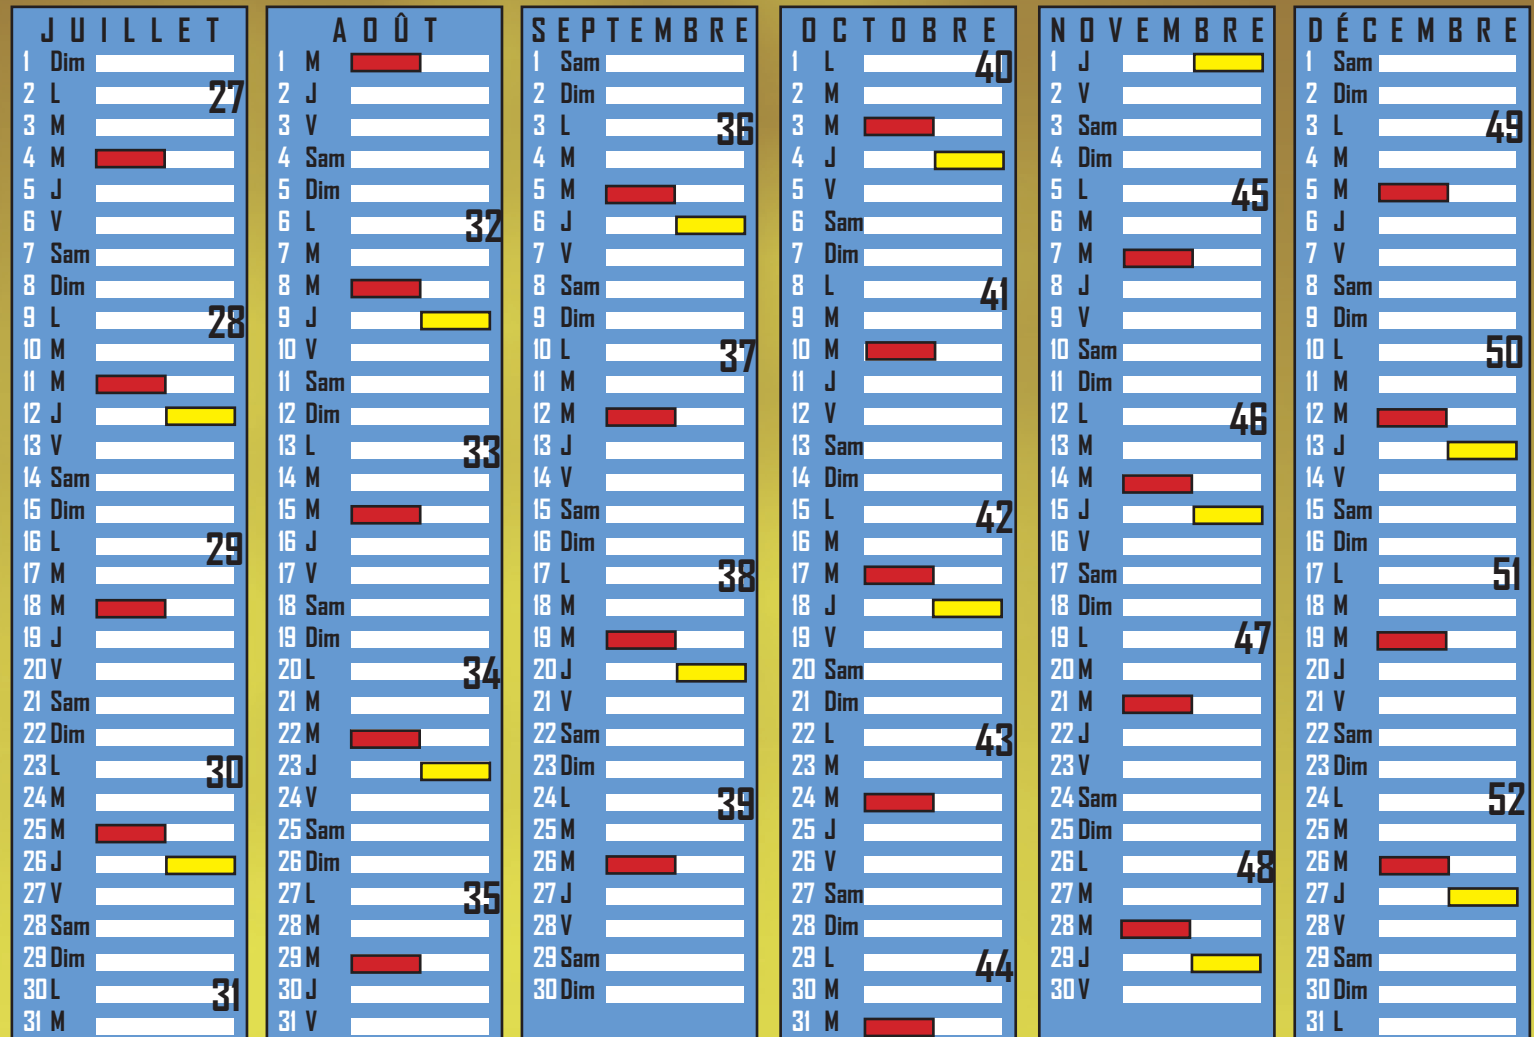 JUILLET
1 Dim
2 L 27
3 M
4 M
5 J
6 V
7 Sam
8 Dim
9 L 28
10 M
11 M
12 J
13 V
14 Sam
15 Dim
16 L 29
17 M
18 M
19 J
20 V
21 Sam
22 Dim
23 L 30
24 M
25 M
26 J
27 V
28 Sam
29 Dim
30 L 31
31 M
AOÛT
1 M
2 J
3 V
4 Sam
5 Dim
6 L 32
7 M
8 M
9 J
10 V
11 Sam
12 Dim
13 L 33
14 M
15 M
16 J
17 V
18 Sam
19 Dim
20 L 34
21 M
22 M
23 J
24 V
25 Sam
26 Dim
27 L 35
28 M
29 M
30 J
31 V
SEPTEMBRE
1 Sam
2 Dim
3 L 36
4 M
5 M
6 J
7 V
8 Sam
9 Dim
10 L 37
11 M
12 M
13 J
14 V
15 Sam
16 Dim
17 L 38
18 M
19 M
20 J
21 V
22 Sam
23 Dim
24 L 39
25 M
26 M
27 J
28 V
29 Sam
30 Dim
OCTOBRE
1 L 40
2 M
3 M
4 J
5 V
6 Sam
7 Dim
8 L 41
9 M
10 M
11 J
12 V
13 Sam
14 Dim
15 L 42
16 M
17 M
18 J
19 V
20 Sam
21 Dim
22 L 43
23 M
24 M
25 J
26 V
27 Sam
28 Dim
29 L 44
30 M
31 M
NOVEMBRE
1 J
2 V
3 Sam
4 Dim
5 L 45
6 M
7 M
8 J
9 V
10 Sam
11 Dim
12 L 46
13 M
14 M
15 J
16 V
17 Sam
18 Dim
19 L 47
20 M
21 M
22 J
23 V
24 Sam
25 Dim
26 L 48
27 M
28 M
29 J
30 V
DÉCEMBRE
1 Sam
2 Dim
3 L 49
4 M
5 M
6 J
7 V
8 Sam
9 Dim
10 L 50
11 M
12 M
13 J
14 V
15 Sam
16 Dim
17 L 51
18 M
19 M
20 J
21 V
22 Sam
23 Dim
24 L 52
25 M
26 M
27 J
28 V
29 Sam
30 Dim
31 L